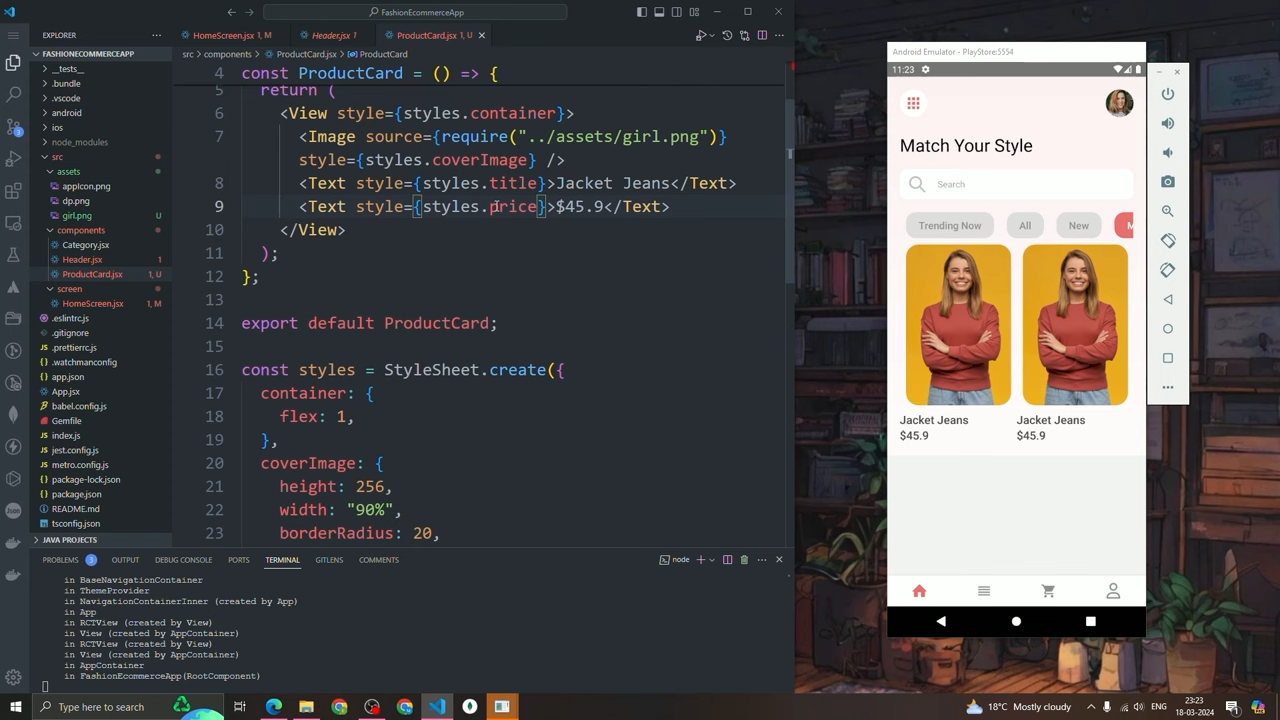 FashionEcommerceApp
EXPLORER
HomeScreen.jsx 1, M
Header.jsx 1
ProductCard.jsx 1, U
FASHIONECOMMERCEAPP
src > components > ProductCard.jsx > ProductCard
__tests__
.bundle
.vscode
android
ios
node_modules
src
assets
appIcon.png
dp.png
girl.png U
components
Category.jsx
Header.jsx 1
ProductCard.jsx 1, U
screen
HomeScreen.jsx 1, M
.eslintrc.js
.gitignore
.prettierrc.js
.watchmanconfig
app.json
App.jsx
babel.config.js
Gemfile
index.js
jest.config.js
metro.config.js
package-lock.json
package.json
README.md
tsconfig.json
JAVA PROJECTS
4 const ProductCard = () => {
5 return (
6 <View style={styles.container}>
7 <Image source={require("../assets/girl.png")}
style={styles.coverImage} />
8 <Text style={styles.title}>Jacket Jeans</Text>
9 <Text style={styles.price}>$45.9</Text>
10 </View>
11 );
12 };
13
14 export default ProductCard;
15
16 const styles = StyleSheet.create({
17 container: {
18 flex: 1,
19 },
20 coverImage: {
21 height: 256,
22 width: "90%",
23 borderRadius: 20,
PROBLEMS 3 OUTPUT DEBUG CONSOLE PORTS TERMINAL GITLENS COMMENTS
node
in BaseNavigationContainer
in ThemeProvider
in NavigationContainerInner (created by App)
in App
in RCTView (created by View)
in View (created by AppContainer)
in RCTView (created by View)
in View (created by AppContainer)
in AppContainer
in FashionEcommerceApp(RootComponent)
Android Emulator - PlayStore:5554
11:23
Match Your Style
Search
Trending Now All New M
Jacket Jeans Jacket Jeans
$45.9 $45.9
Type here to search
18°C Mostly cloudy
ENG
23:23
18-03-2024